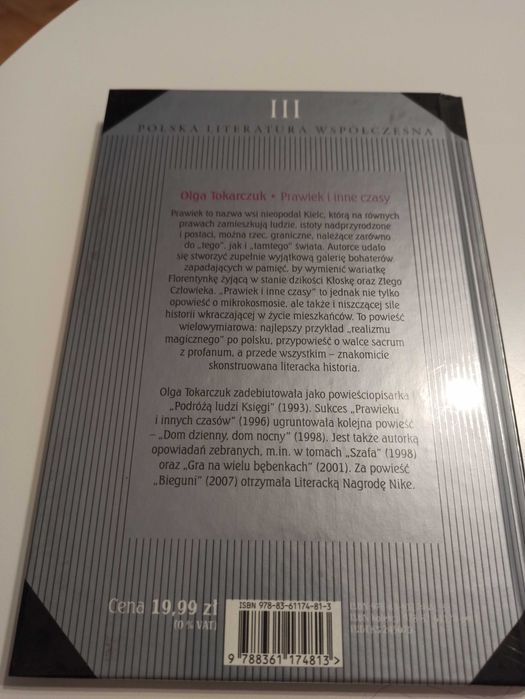 III
POLSKA LITERATURA WSPÓŁCZESNA
Olga Tokarczuk • Prawiek i inne czasy
Prawiek to nazwa wsi nieopodal Kielc, którą na równych
prawach zamieszkują ludzie, istoty nadprzyrodzone
i postaci, można rzec, graniczne, należące zarówno
do „tego”, jak i „tamtego” świata. Autorce udało
się stworzyć zupełnie wyjątkową galerię bohaterów
zapadających w pamięć, by wymienić wariatkę
Florentynkę żyjącą w stanie dzikości Kłoskę oraz Złego
Człowieka. „Prawiek i inne czasy” to jednak nie tylko
opowieść o mikrokosmosie, ale także i niszczącej sile
historii wkraczającej w życie mieszkańców. To powieść
wielowymiarowa: najlepszy przykład „realizmu
magicznego” po polsku, przypowieść o walce sacrum
z profanum, a przede wszystkim – znakomicie
skonstruowana literacka historia.
Olga Tokarczuk zadebiutowała jako powieściopisarka
„Podróżą ludzi Księgi” (1993). Sukces „Prawieku
i innych czasów” (1996) ugruntowała kolejna powieść
– „Dom dzienny, dom nocny” (1998). Jest także autorką
opowiadań zebranych, m.in. w tomach „Szafa” (1998)
oraz „Gra na wielu bębenkach” (2001). Za powieść
„Bieguni” (2007) otrzymała Literacką Nagrodę Nike.
Cena 19,99 zł
(0 % VAT)
ISBN 978-83-61174-81-3
9 788361 174813 >